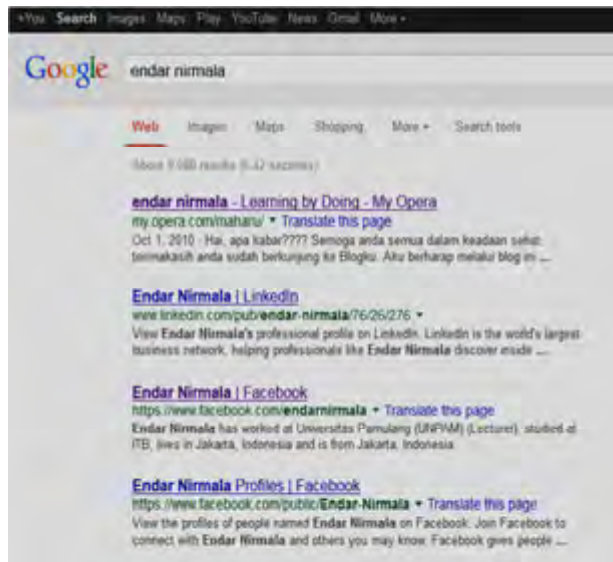 +You Search Images Maps Play YouTube News Gmail More
Google endar nirmala
Web Images Maps Shopping More Search tools
About results seconds)
endar nirmala - Learning by Doing - My Opera
my.opera.com/maharu/ Translate this page
Oct 1, 2010 - Hai, apa kabar???? Semoga anda semua dalam keadaan sehat.
terimakasih anda sudah berkunjung ke Blogku. Aku berharap melalui blog ini ...
Endar Nirmala | LinkedIn
www.linkedin.com/pub/endar-nirmala/76/26/276
View Endar Nirmala's professional profile on LinkedIn. LinkedIn is the world's largest
business network, helping professionals like Endar Nirmala discover inside ...
Endar Nirmala | Facebook
https://www.facebook.com/endarnirmala Translate this page
Endar Nirmala has worked at Universitas Pamulang (UNPAM) (Lecturer), studied at
ITB, lives in Jakarta, Indonesia and is from Jakarta, Indonesia.
Endar Nirmala Profiles | Facebook
https://www.facebook.com/public/Endar-Nirmala Translate this page
View the profiles of people named Endar Nirmala on Facebook. Join Facebook to
connect with Endar Nirmala and others you may know. Facebook gives people ...